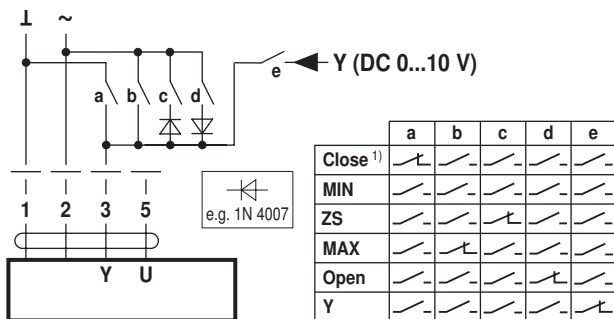 ⊥ ~
a b c d e
Y (DC 0...10 V)
1 2 3 5
Y U
e.g. 1N 4007
a b c d e
Close 1)
MIN
ZS
MAX
Open
Y